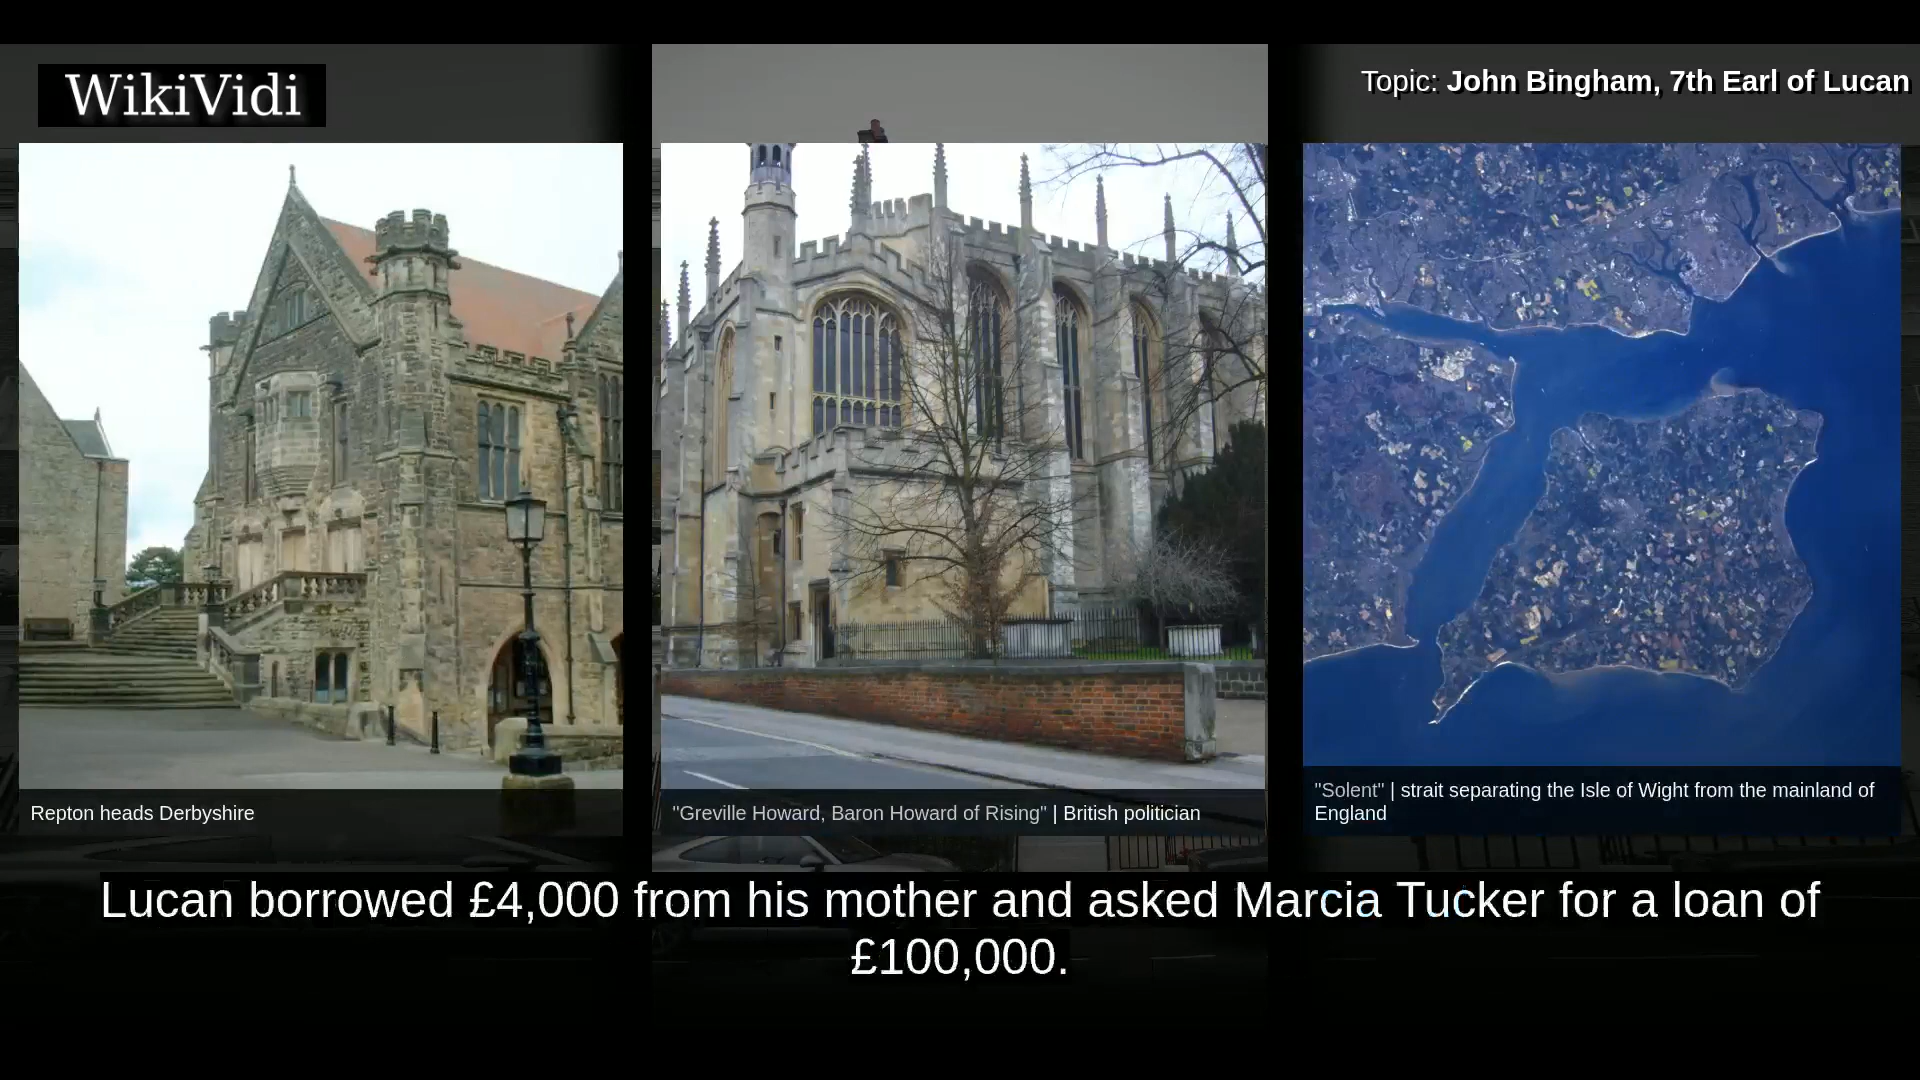 WikiVidi
Topic: John Bingham, 7th Earl of Lucan
Repton heads Derbyshire
"Greville Howard, Baron Howard of Rising" | British politician
"Solent" | strait separating the Isle of Wight from the mainland of
England
Lucan borrowed £4,000 from his mother and asked Marcia Tucker for a loan of
£100,000.